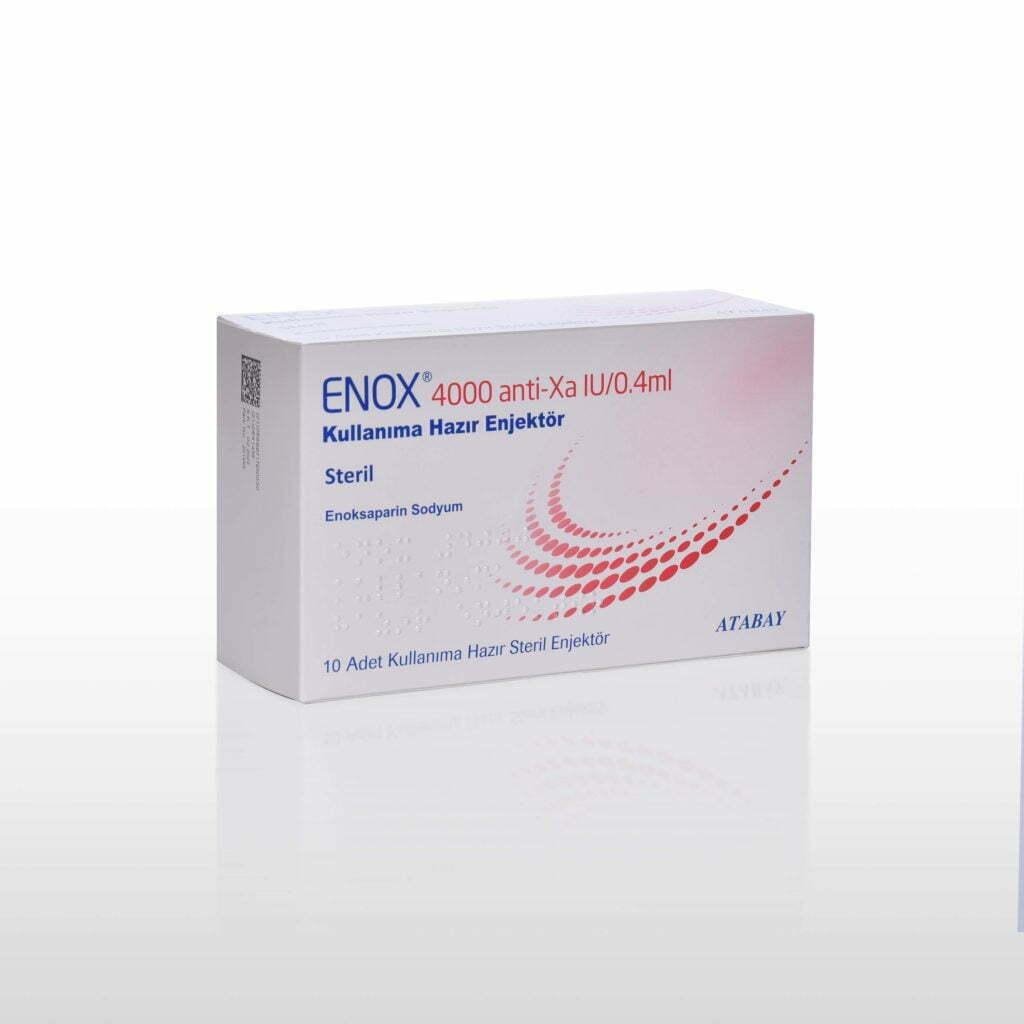 ENOX® 4000 anti-Xa IU/0.4ml
Kullanıma Hazır Enjektör
Steril
Enoksaparin Sodyum
10 Adet Kullanıma Hazır Steril Enjektör
ATABAY